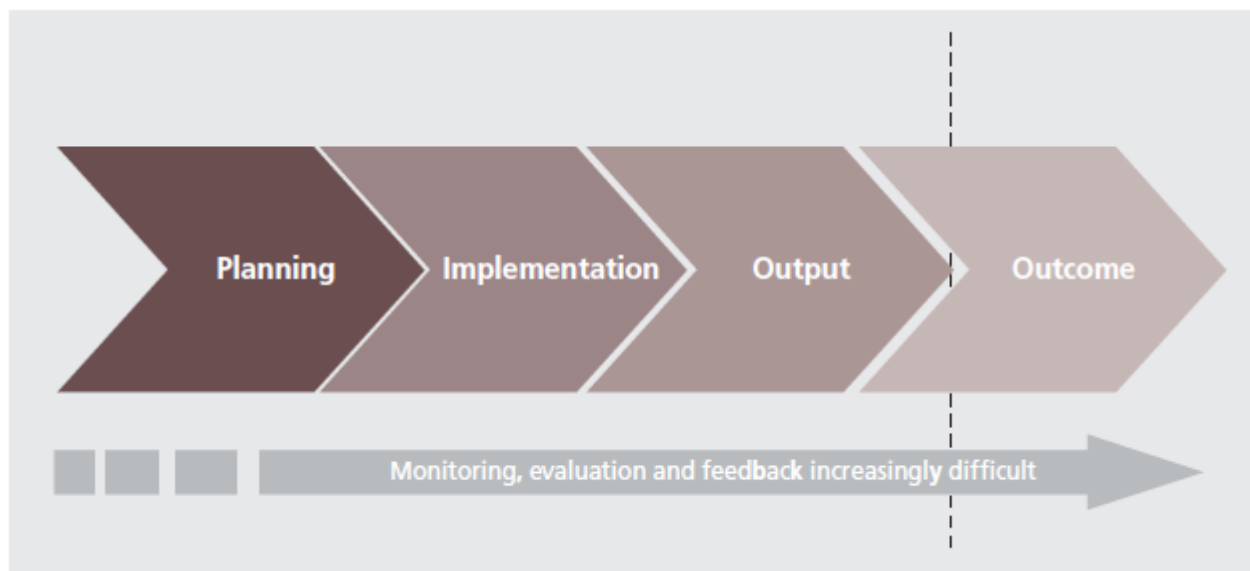 Planning
Implementation
Output
Outcome
Monitoring, evaluation and feedback increasingly difficult